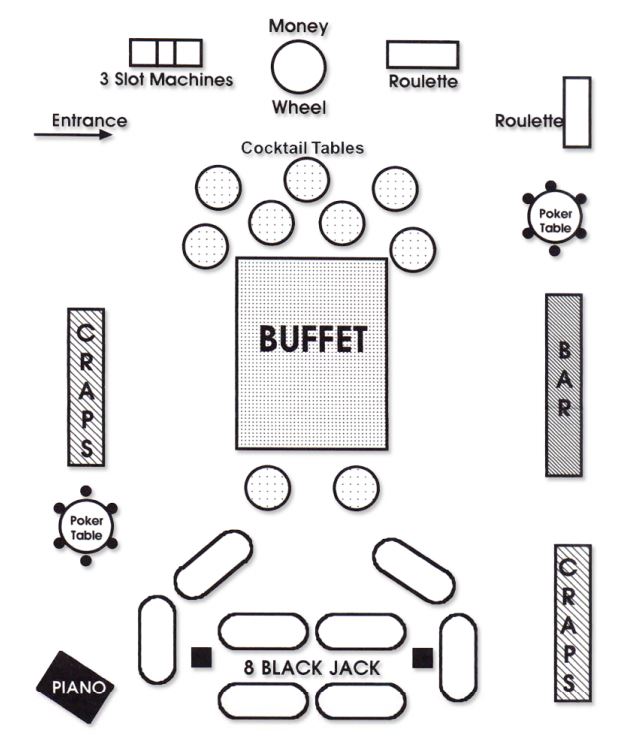 Money
3 Slot Machines
Wheel
Roulette
Entrance
Roulette
Cocktail Tables
Poker
Table
BUFFET
CRAPS
BAR
Poker
Table
CRAPS
8 BLACK JACK
PIANO